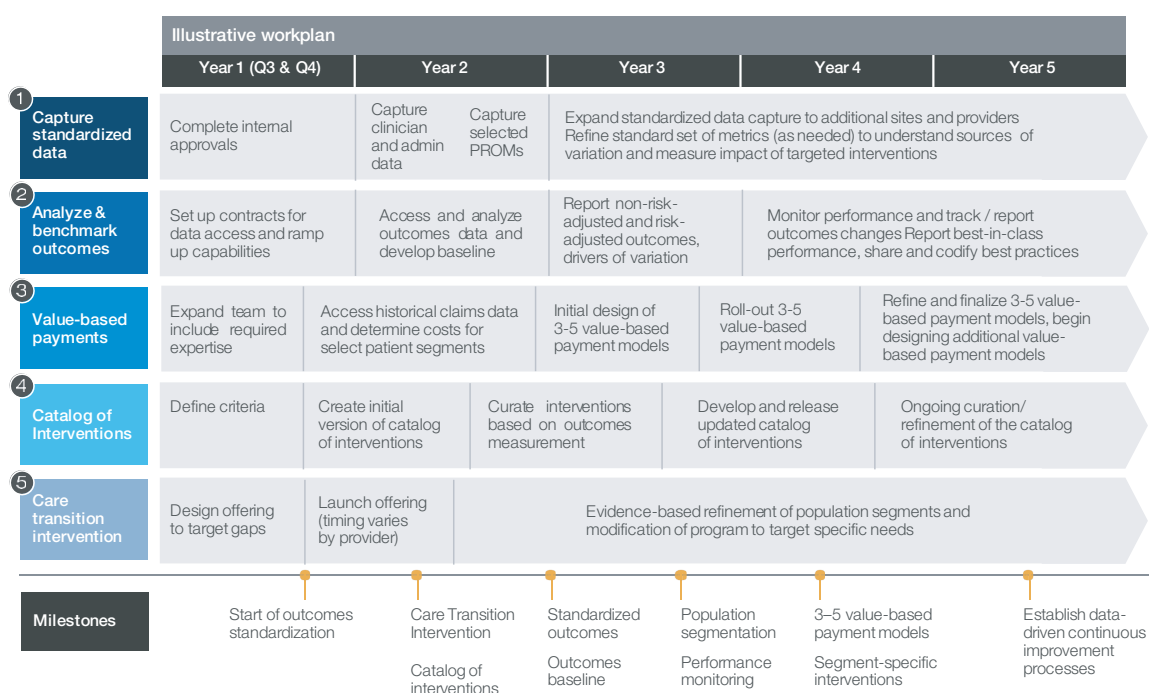 Illustrative workplan
Year 1 (Q3 & Q4)
Year 2
Year 3
Year 4
Year 5
1
Capture
standardized
data
Complete internal
approvals
Capture
clinician
and admin
data
Capture
selected
PROMs
Expand standardized data capture to additional sites and providers
Refine standard set of metrics (as needed) to understand sources of
variation and measure impact of targeted interventions
2
Analyze &
benchmark
outcomes
Set up contracts for
data access and ramp
up capabilities
Access and analyze
outcomes data and
develop baseline
Report non-risk-
adjusted and risk-
adjusted outcomes,
drivers of variation
Monitor performance and track / report
outcomes changes Report best-in-class
performance, share and codify best practices
3
Value-based
payments
Expand team to
include required
expertise
Access historical claims data
and determine costs for
select patient segments
Initial design of
3-5 value-based
payment models
Roll-out 3-5
value-based
payment models
Refine and finalize 3-5 value-
based payment models, begin
designing additional value-
based payment models
4
Catalog of
Interventions
Define criteria
Create initial
version of catalog
of interventions
Curate interventions
based on outcomes
measurement
Develop and release
updated catalog
of interventions
Ongoing curation/
refinement of the catalog
of interventions
5
Care
transition
intervention
Design offering
to target gaps
Launch offering
(timing varies
by provider)
Evidence-based refinement of population segments and
modification of program to target specific needs
Milestones
Start of outcomes
standardization
Care Transition
Intervention
Catalog of
interventions
Standardized
outcomes
Outcomes
baseline
Population
segmentation
Performance
monitoring
3–5 value-based
payment models
Segment-specific
interventions
Establish data-
driven continuous
improvement
processes